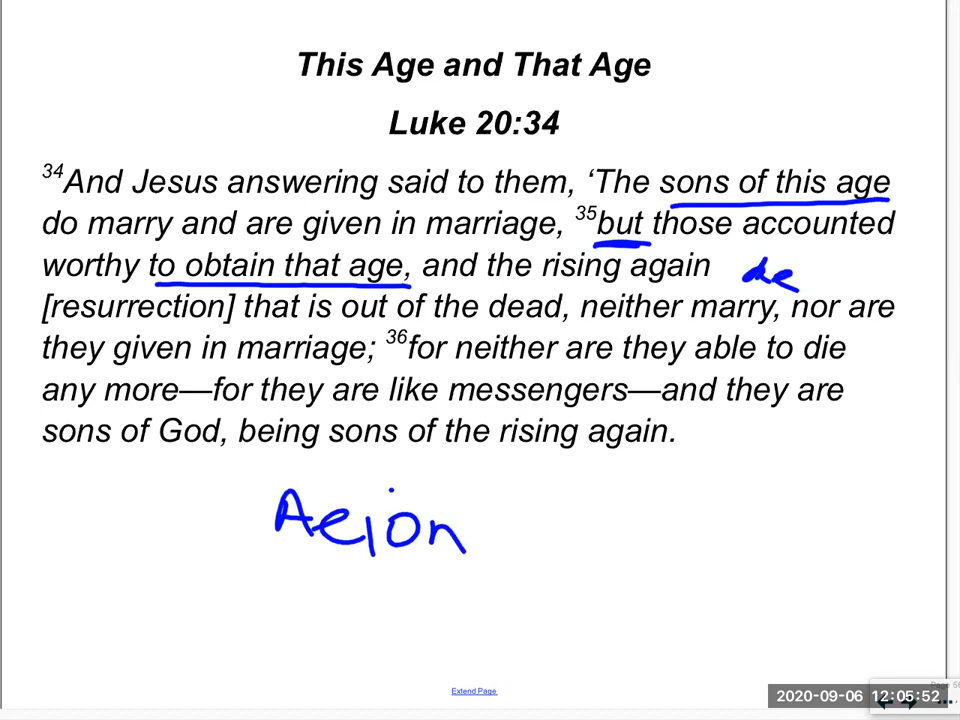 This Age and That Age
Luke 20:34
34And Jesus answering said to them, ‘The sons of this age
do marry and are given in marriage, 35but those accounted
worthy to obtain that age, and the rising again de
[resurrection] that is out of the dead, neither marry, nor are
they given in marriage; 36for neither are they able to die
any more—for they are like messengers—and they are
sons of God, being sons of the rising again.
Aeion
Extend Page
2020-09-06 12:05:52